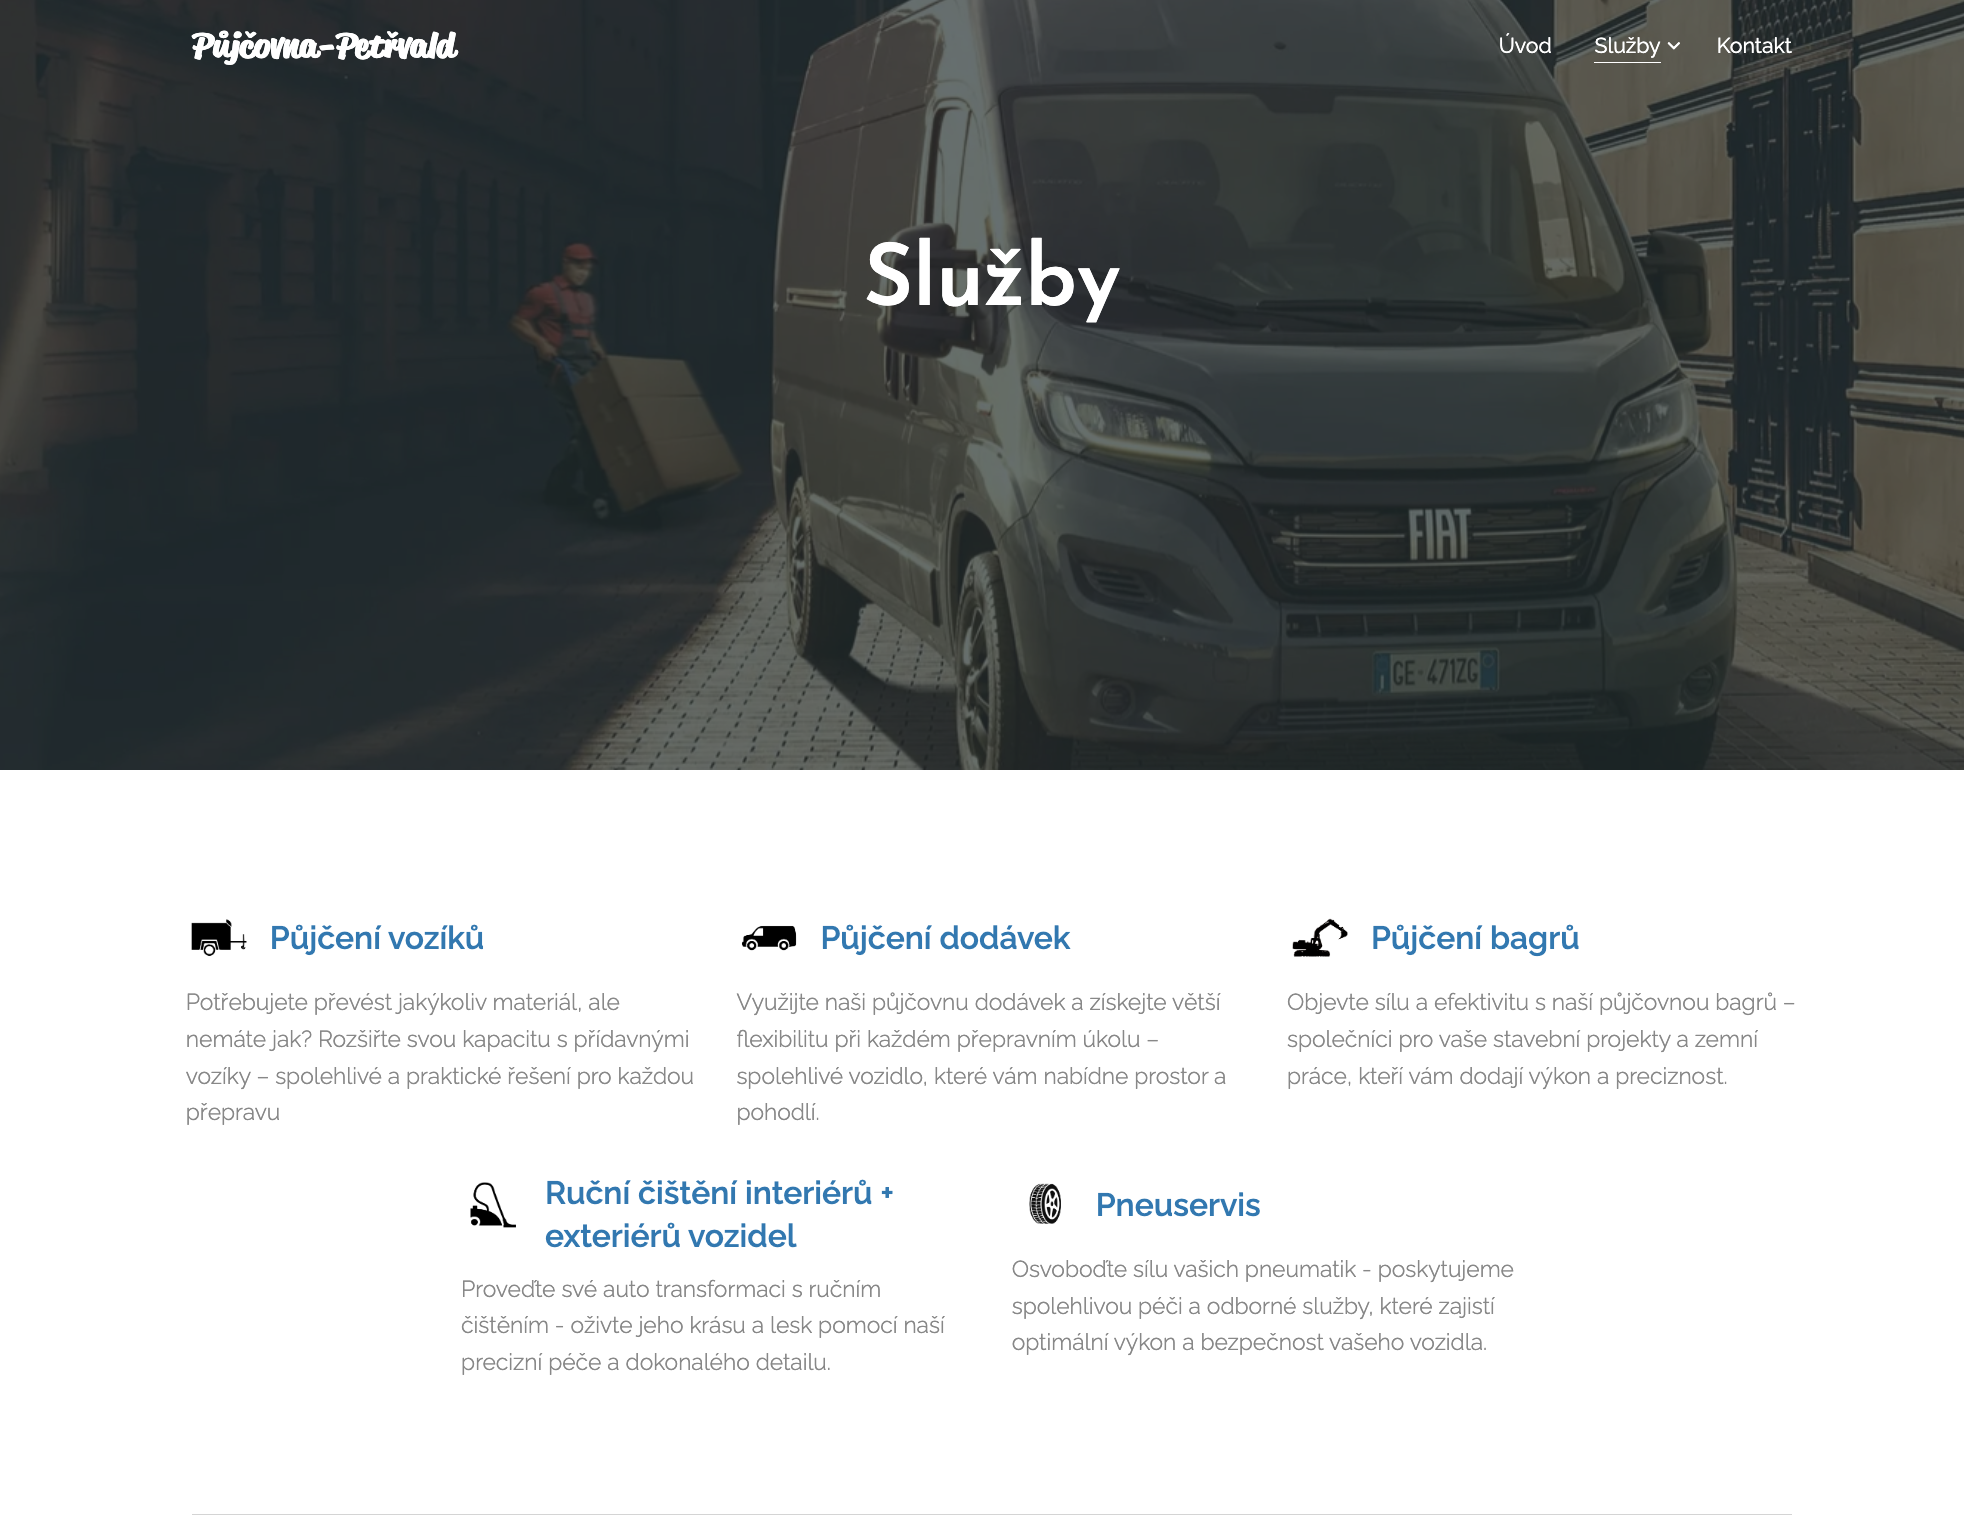 Půjčovna-Petřvald
Úvod
Služby
Kontakt
Služby
FIAT
GE·471ZG
Půjčení vozíků
Půjčení dodávek
Půjčení bagrů
Potřebujete převést jakýkoliv materiál, ale
nemáte jak? Rozšiřte svou kapacitu s přídavnými
vozíky – spolehlivé a praktické řešení pro každou
přepravu
Využijte naši půjčovnu dodávek a získejte větší
flexibilitu při každém přepravním úkolu –
spolehlivé vozidlo, které vám nabídne prostor a
pohodlí.
Objevte sílu a efektivitu s naší půjčovnou bagrů –
společníci pro vaše stavební projekty a zemní
práce, kteří vám dodají výkon a preciznost.
Ruční čištění interiérů +
exteriérů vozidel
Proveďte své auto transformaci s ručním
čištěním - oživte jeho krásu a lesk pomocí naší
precizní péče a dokonalého detailu.
Pneuservis
Osvoboďte sílu vašich pneumatik - poskytujeme
spolehlivou péči a odborné služby, které zajistí
optimální výkon a bezpečnost vašeho vozidla.